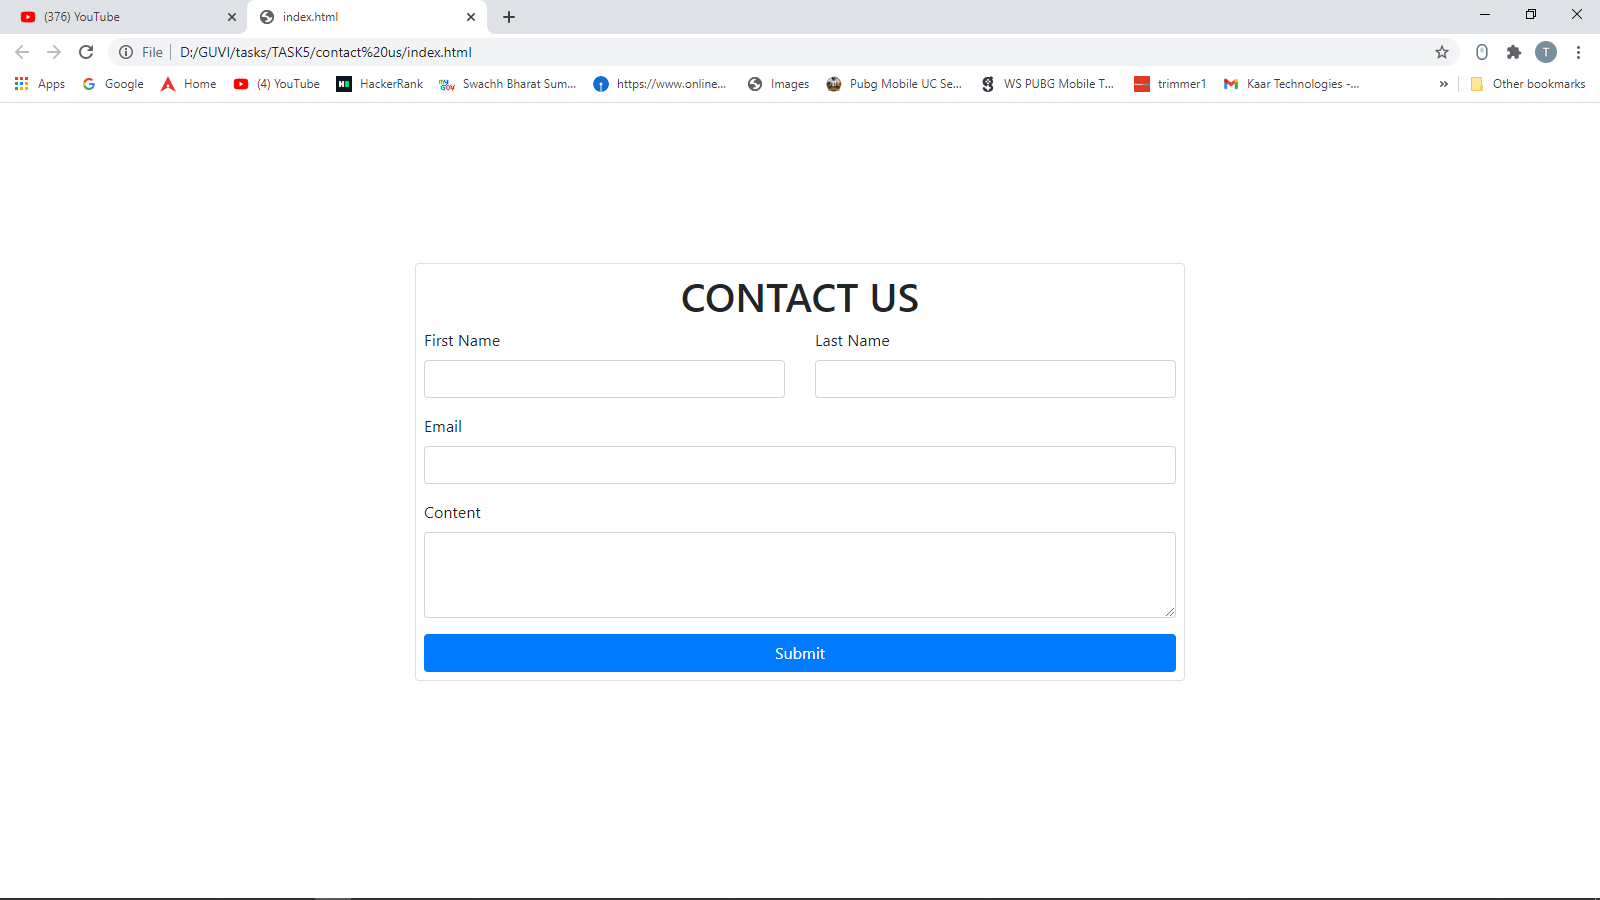 (376) YouTube
index.html
File
D:/GUVI/tasks/TASK5/contact%20us/index.html
T
Apps
Google
Home
(4) YouTube
HackerRank
Swachh Bharat Sum...
https://www.online...
Images
Pubg Mobile UC Se...
WS PUBG Mobile T...
trimmer1
Kaar Technologies -...
»
Other bookmarks
CONTACT US
First Name
Last Name
Email
Content
Submit